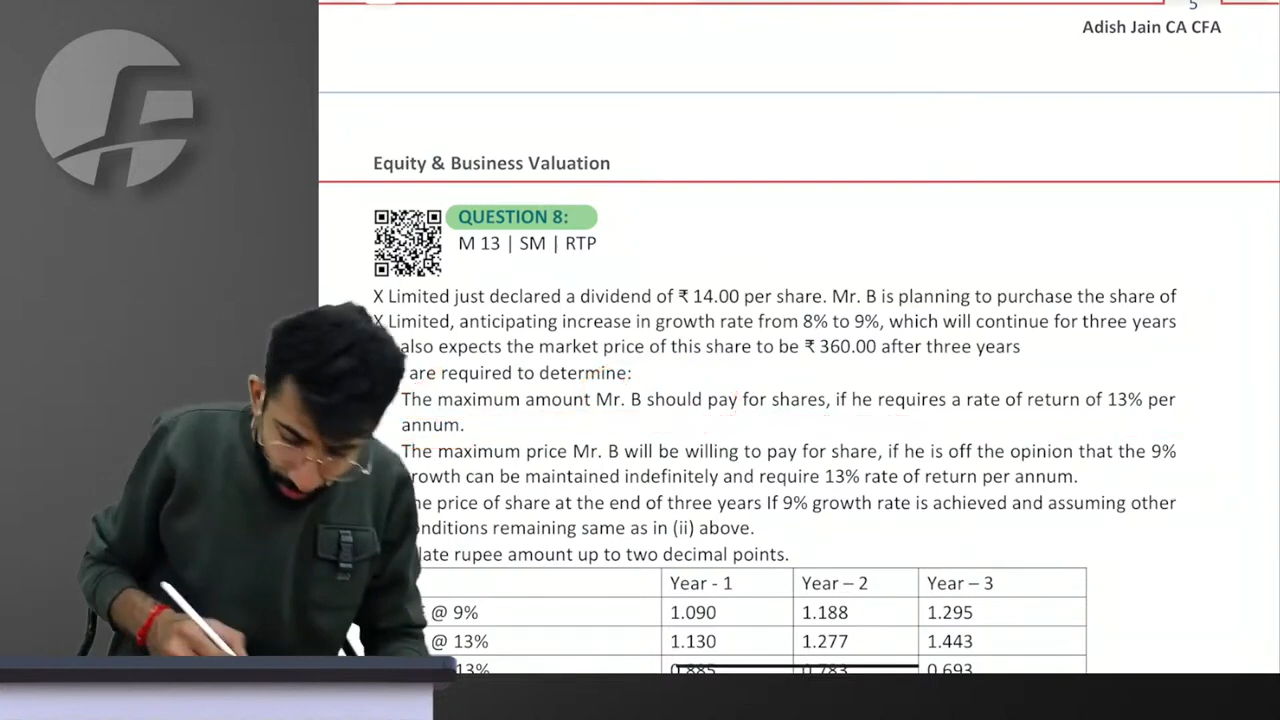 5
Adish Jain CA CFA
Equity & Business Valuation
QUESTION 8:
M 13 | SM | RTP
X Limited just declared a dividend of ₹ 14.00 per share. Mr. B is planning to purchase the share of
X Limited, anticipating increase in growth rate from 8% to 9%, which will continue for three years
also expects the market price of this share to be ₹ 360.00 after three years
are required to determine:
The maximum amount Mr. B should pay for shares, if he requires a rate of return of 13% per
annum.
The maximum price Mr. B will be willing to pay for share, if he is off the opinion that the 9%
growth can be maintained indefinitely and require 13% rate of return per annum.
price of share at the end of three years If 9% growth rate is achieved and assuming other
conditions remaining same as in (ii) above.
rupee amount up to two decimal points.
Year - 1 Year – 2 Year – 3
@ 9% 1.090 1.188 1.295
@ 13% 1.130 1.277 1.443
13% 0.885 0.783 0.693